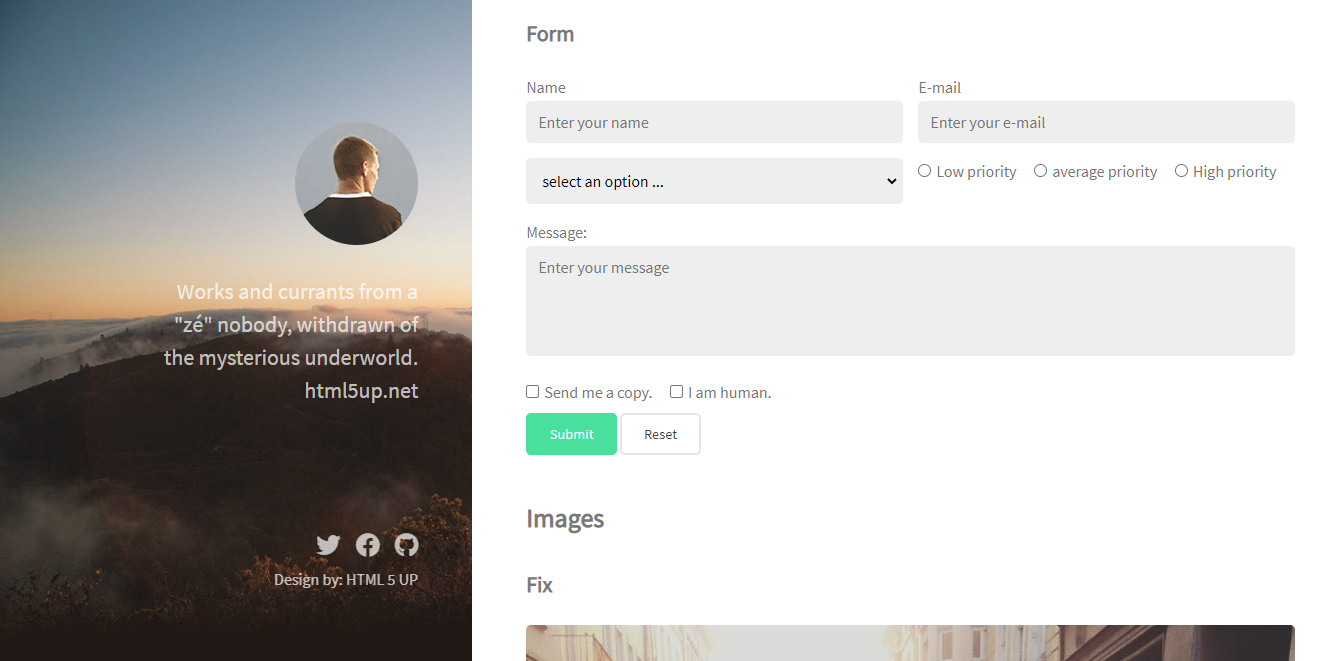 Works and currants from a
"zé" nobody, withdrawn of
the mysterious underworld.
html5up.net
Design by: HTML 5 UP
Form
Name
E-mail
Enter your name
Enter your e-mail
select an option ...
Low priority
average priority
High priority
Message:
Enter your message
Send me a copy.
I am human.
Submit
Reset
Images
Fix